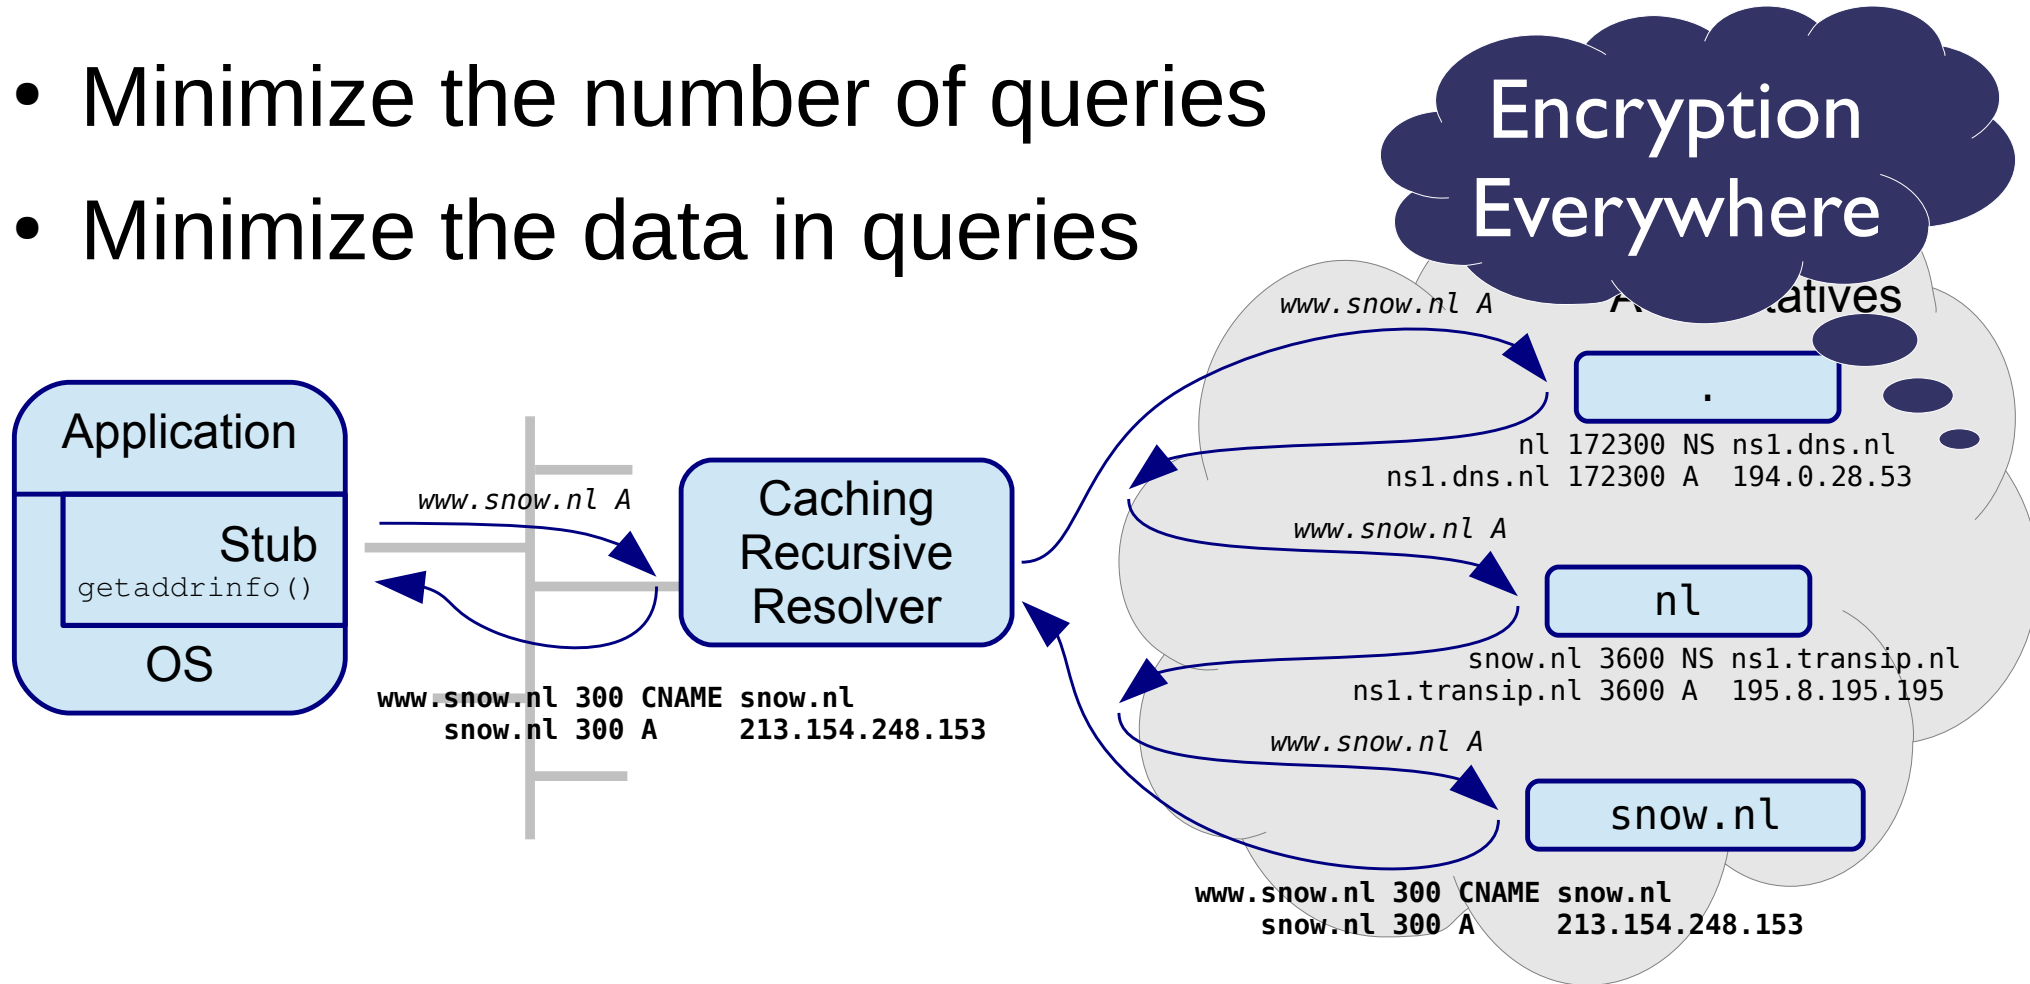 • Minimize the number of queries
• Minimize the data in queries
Encryption
Everywhere
www.snow.nl A
.
nl 172300 NS ns1.dns.nl
ns1.dns.nl 172300 A 194.0.28.53
Application
Stub
getaddrinfo()
OS
www.snow.nl A
Caching
Recursive
Resolver
www.snow.nl 300 CNAME snow.nl
snow.nl 300 A 213.154.248.153
www.snow.nl A
nl
snow.nl 3600 NS ns1.transip.nl
ns1.transip.nl 3600 A 195.8.195.195
www.snow.nl A
snow.nl
www.snow.nl 300 CNAME snow.nl
snow.nl 300 A 213.154.248.153